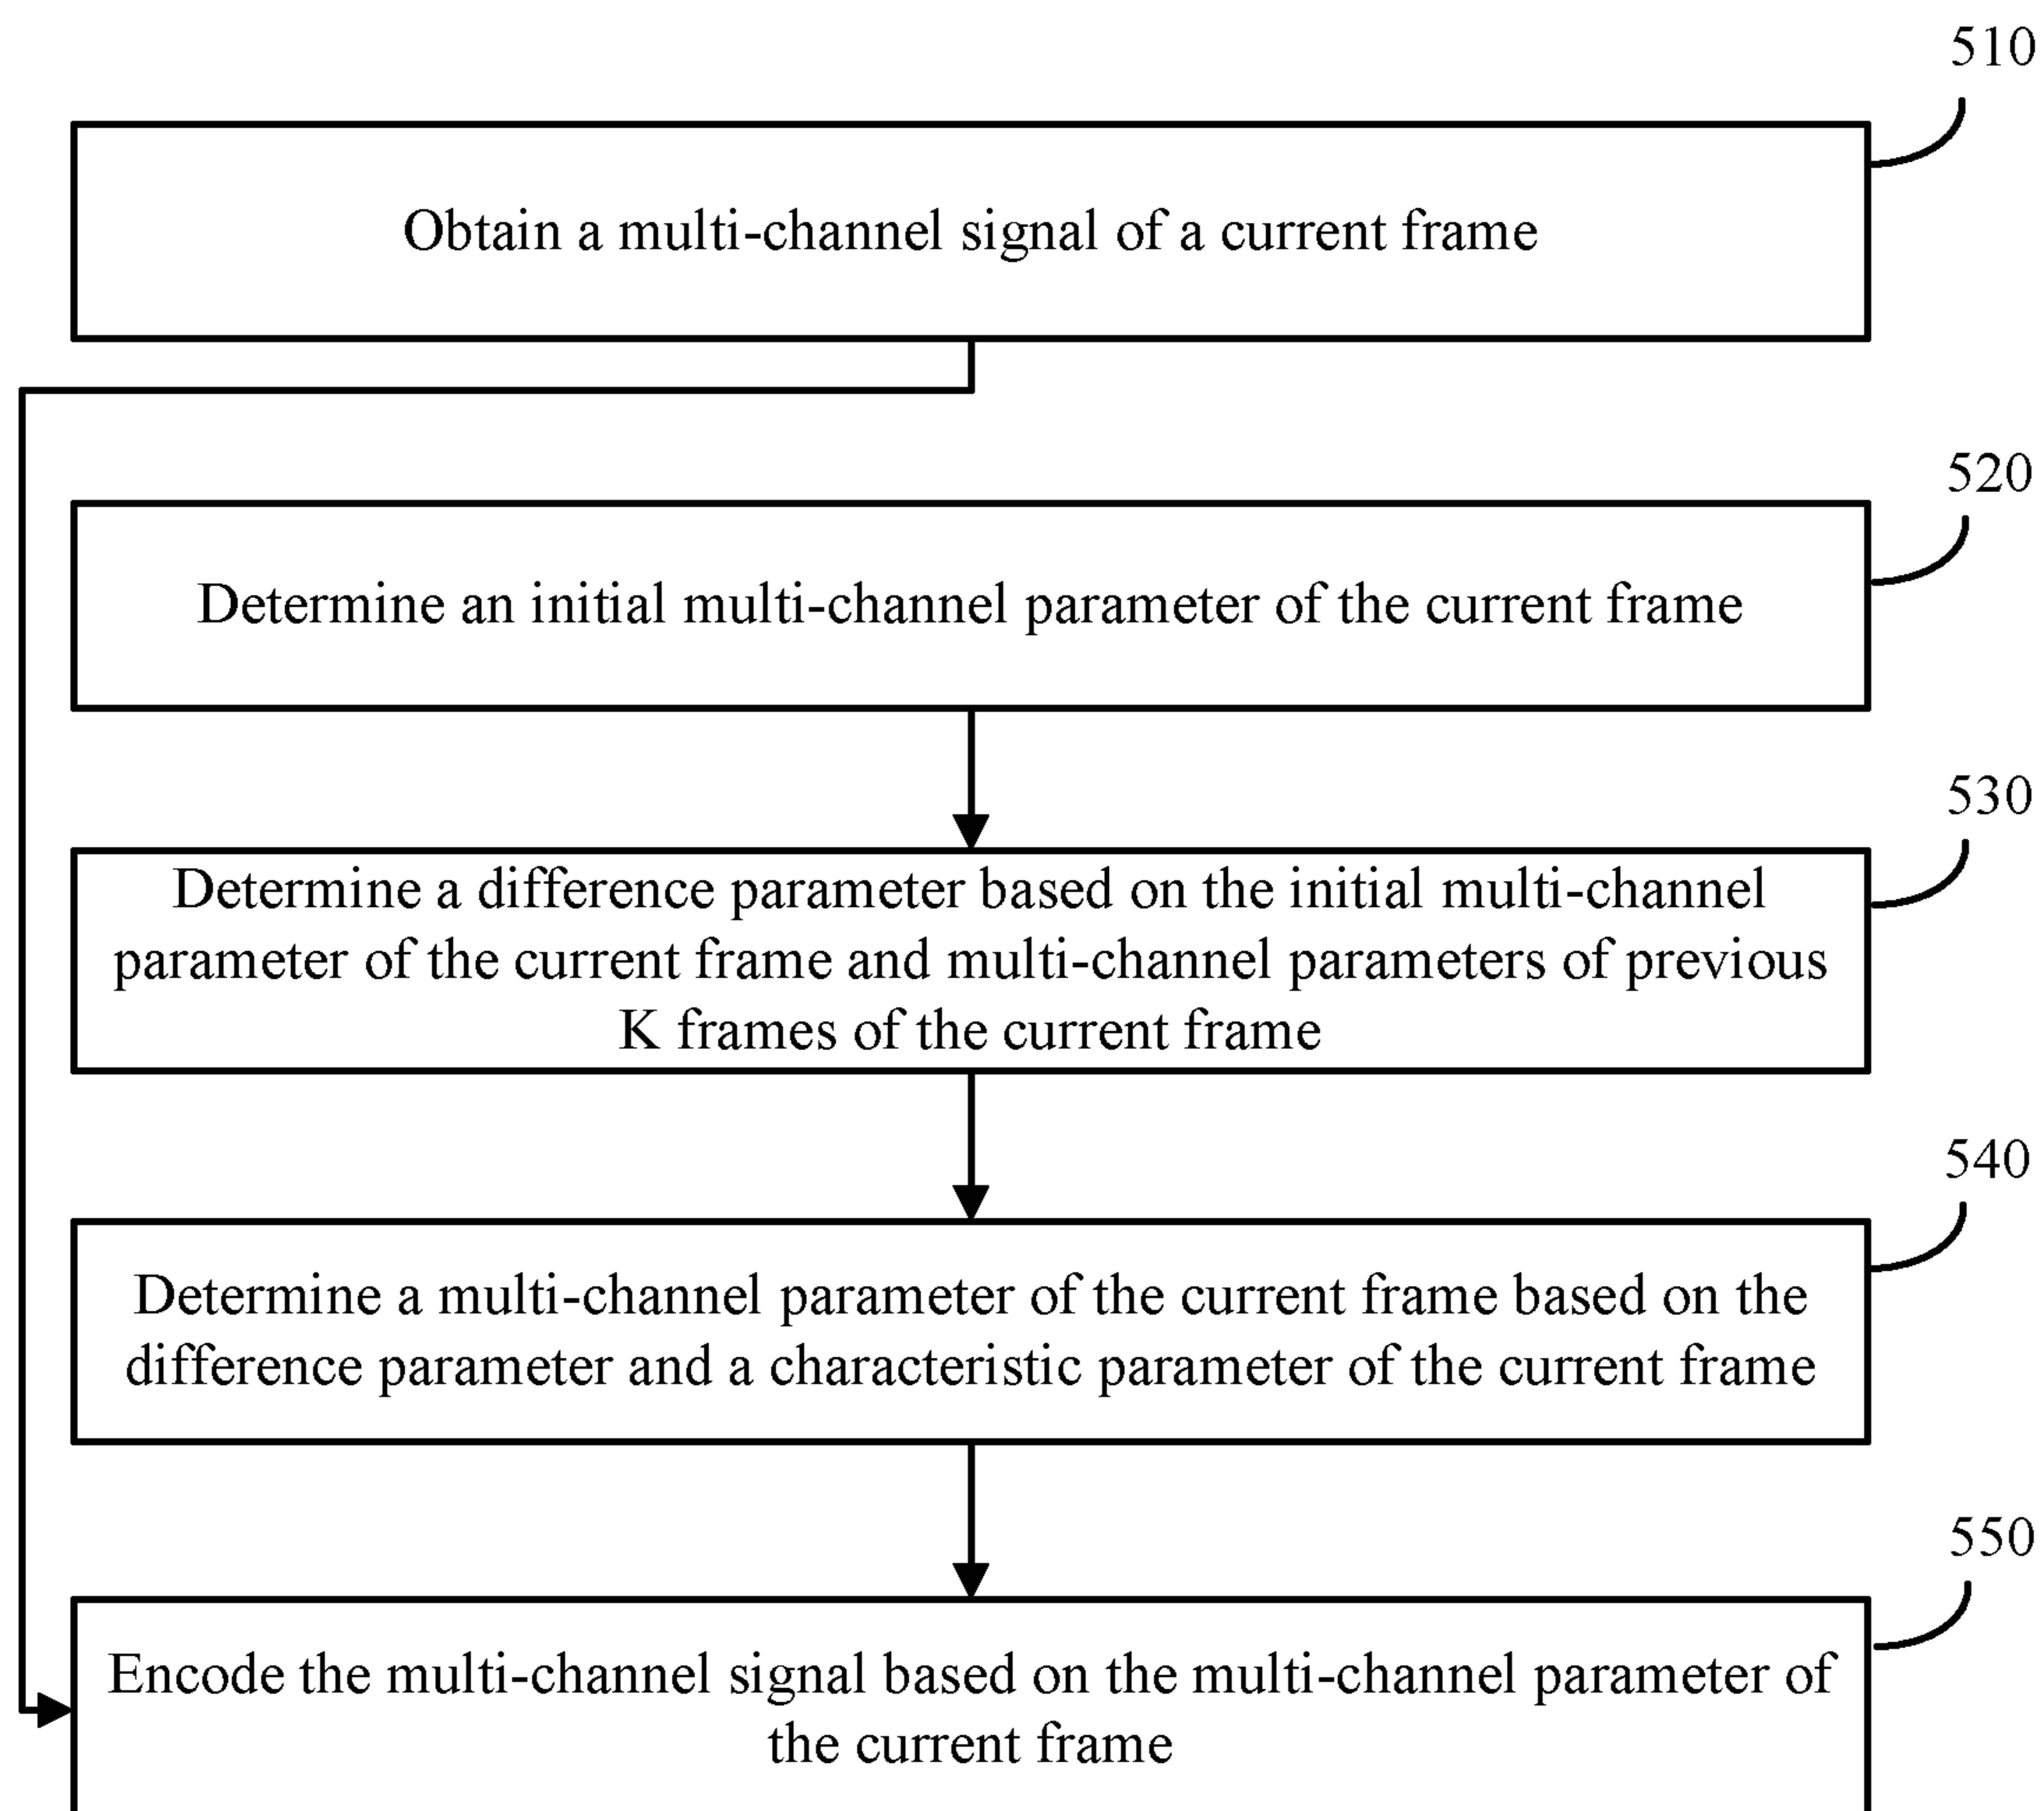 510
Obtain a multi-channel signal of a current frame
520
Determine an initial multi-channel parameter of the current frame
530
Determine a difference parameter based on the initial multi-channel
parameter of the current frame and multi-channel parameters of previous
K frames of the current frame
540
Determine a multi-channel parameter of the current frame based on the
difference parameter and a characteristic parameter of the current frame
550
Encode the multi-channel signal based on the multi-channel parameter of
the current frame